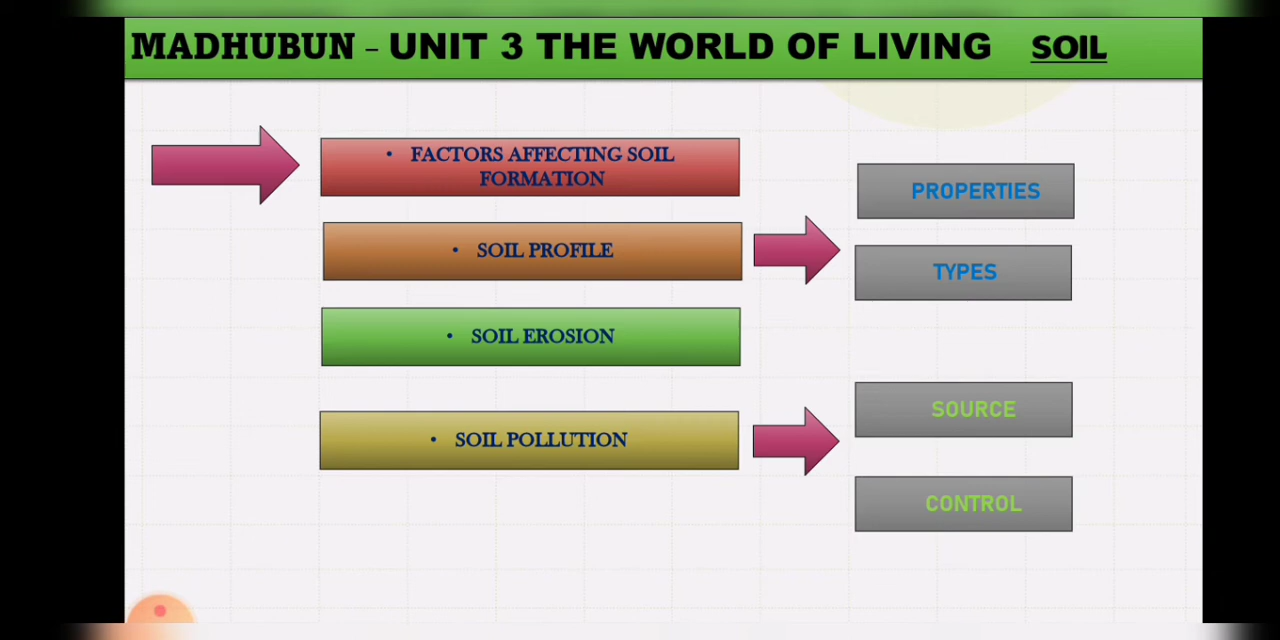 MADHUBUN – UNIT 3 THE WORLD OF LIVING SOIL
• FACTORS AFFECTING SOIL
FORMATION
• SOIL PROFILE
PROPERTIES
TYPES
• SOIL EROSION
• SOIL POLLUTION
SOURCE
CONTROL